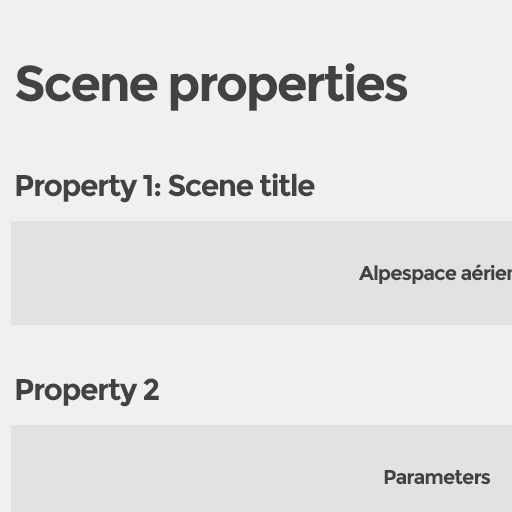 Scene properties
Property 1: Scene title
Alpespace aérien
Property 2
Parameters